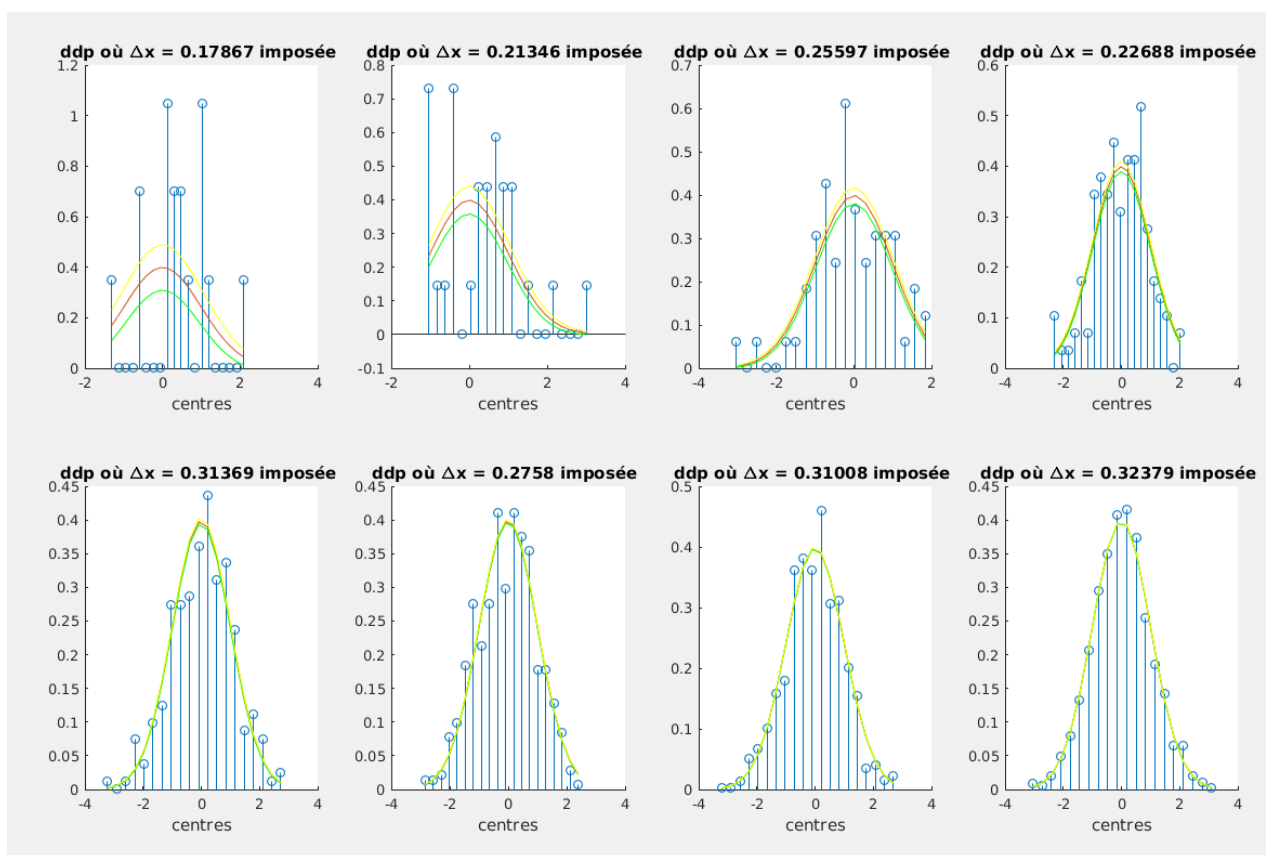 ddp où Δx = 0.17867 imposée
1.2
1
0.8
0.6
0.4
0.2
0
-2 0 2 4
centres
ddp où Δx = 0.21346 imposée
0.8
0.7
0.6
0.5
0.4
0.3
0.2
0.1
0
-0.1
-2 0 2 4
centres
ddp où Δx = 0.25597 imposée
0.7
0.6
0.5
0.4
0.3
0.2
0.1
0
-4 -2 0 2
centres
ddp où Δx = 0.22688 imposée
0.6
0.5
0.4
0.3
0.2
0.1
0
-4 -2 0 2 4
centres
ddp où Δx = 0.31369 imposée
0.45
0.4
0.35
0.3
0.25
0.2
0.15
0.1
0.05
0
-4 -2 0 2 4
centres
ddp où Δx = 0.2758 imposée
0.45
0.4
0.35
0.3
0.25
0.2
0.15
0.1
0.05
0
-4 -2 0 2 4
centres
ddp où Δx = 0.31008 imposée
0.5
0.4
0.3
0.2
0.1
0
-4 -2 0 2 4
centres
ddp où Δx = 0.32379 imposée
0.45
0.4
0.35
0.3
0.25
0.2
0.15
0.1
0.05
0
-4 -2 0 2 4
centres